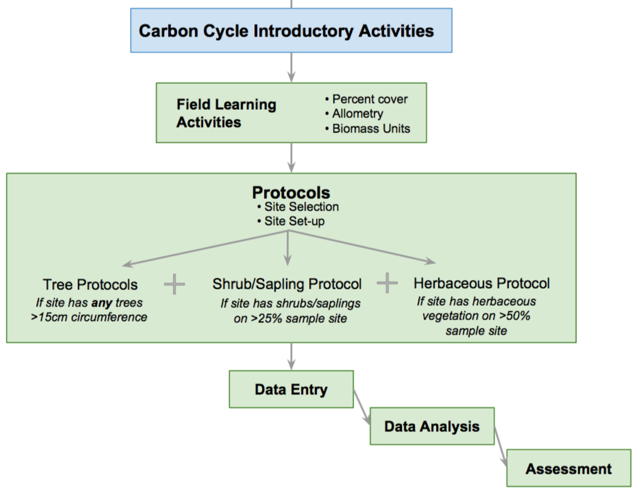 Carbon Cycle Introductory Activities
Field Learning
Activities
• Percent cover
• Allometry
• Biomass Units
Protocols
• Site Selection
• Site Set-up
Tree Protocols
If site has any trees
>15cm circumference
+
Shrub/Sapling Protocol
If site has shrubs/saplings
on >25% sample site
+
Herbaceous Protocol
If site has herbaceous
vegetation on >50%
sample site
Data Entry
Data Analysis
Assessment